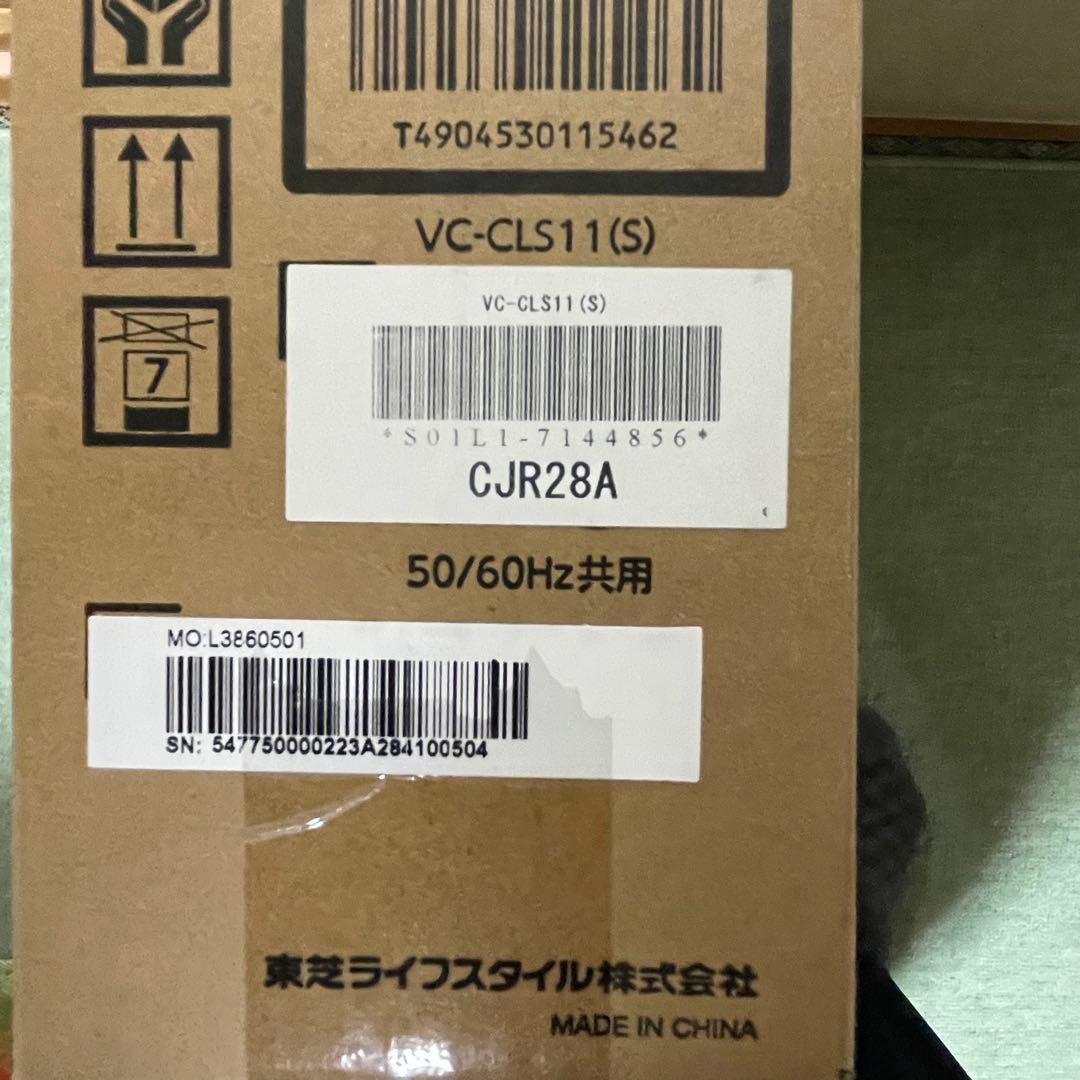 T4904530115462
VC-CLS11(S)
VC-CLS11(S)
*S01L1-7144856*
CJR28A
7
50/60Hz共用
MO:L3860501
SN: 547750000223A284100504
東芝ライフスタイル株式会社
MADE IN CHINA